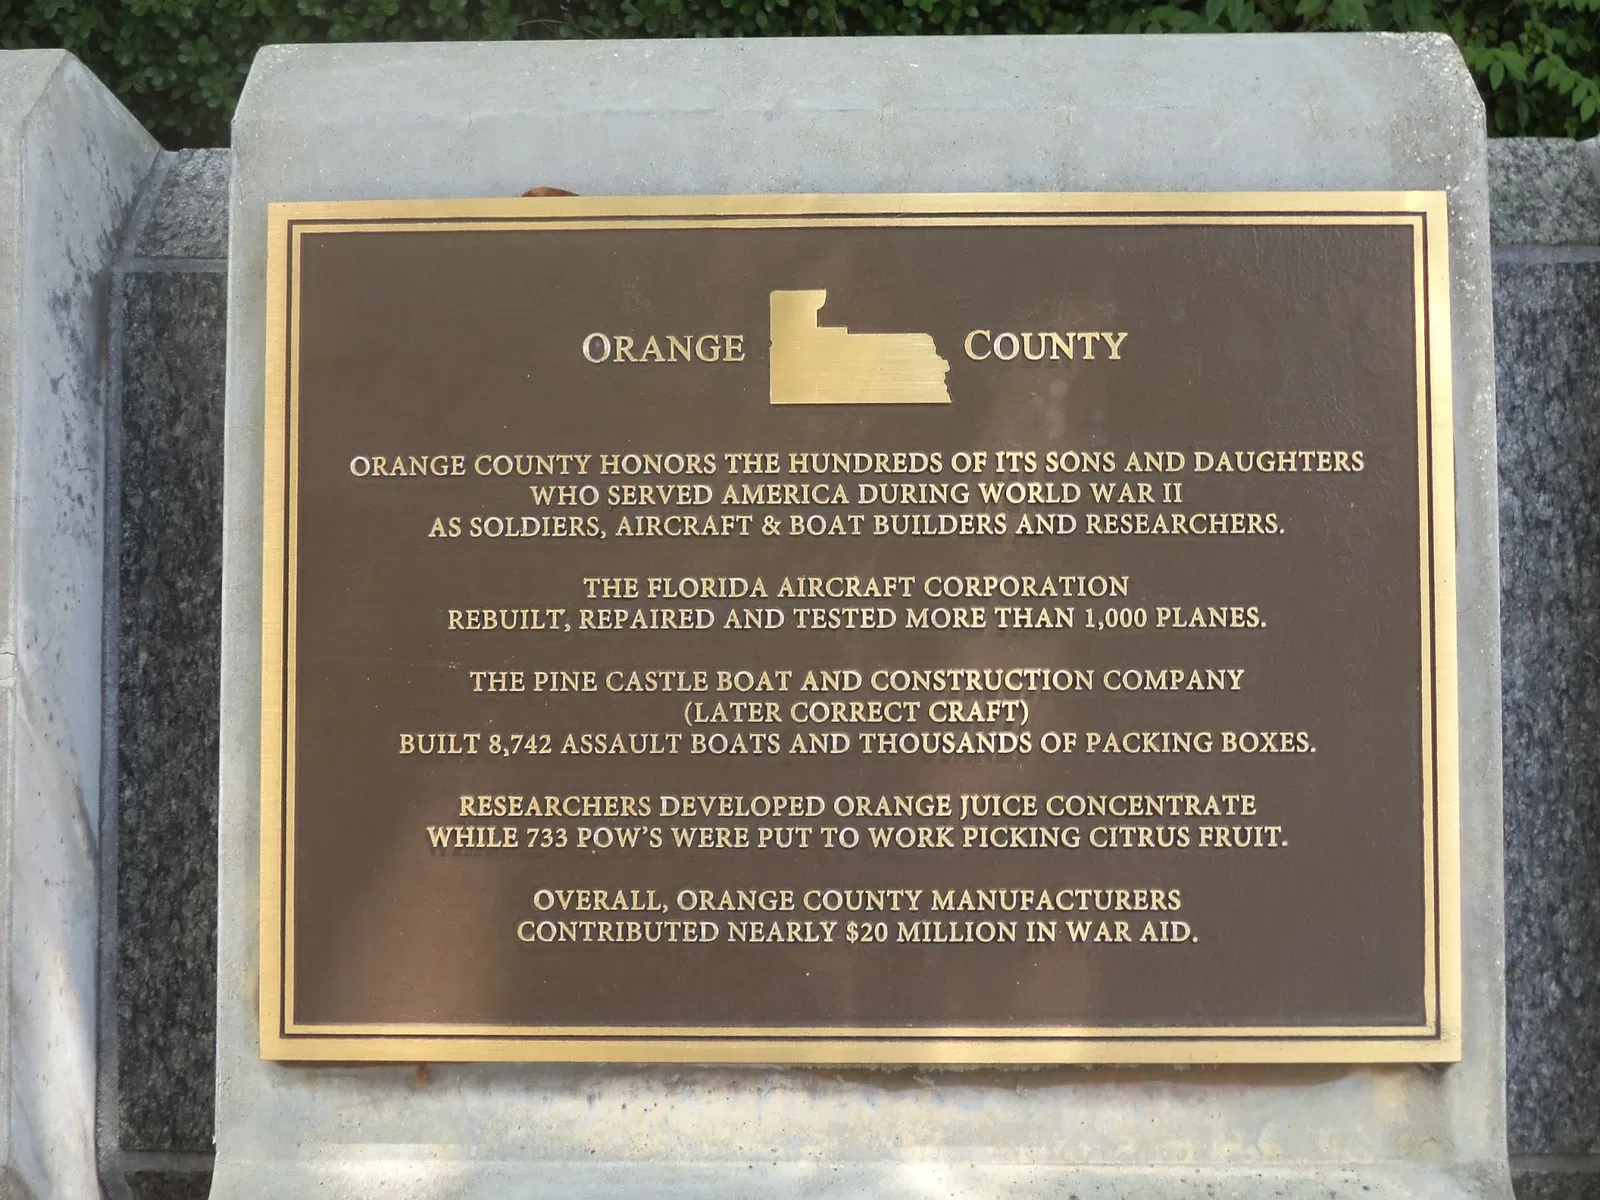 ORANGE COUNTY
ORANGE COUNTY HONORS THE HUNDREDS OF ITS SONS AND DAUGHTERS
WHO SERVED AMERICA DURING WORLD WAR II
AS SOLDIERS, AIRCRAFT & BOAT BUILDERS AND RESEARCHERS.
THE FLORIDA AIRCRAFT CORPORATION
REBUILT, REPAIRED AND TESTED MORE THAN 1,000 PLANES.
THE PINE CASTLE BOAT AND CONSTRUCTION COMPANY
(LATER CORRECT CRAFT)
BUILT 8,742 ASSAULT BOATS AND THOUSANDS OF PACKING BOXES.
RESEARCHERS DEVELOPED ORANGE JUICE CONCENTRATE
WHILE 733 POW'S WERE PUT TO WORK PICKING CITRUS FRUIT.
OVERALL, ORANGE COUNTY MANUFACTURERS
CONTRIBUTED NEARLY $20 MILLION IN WAR AID.